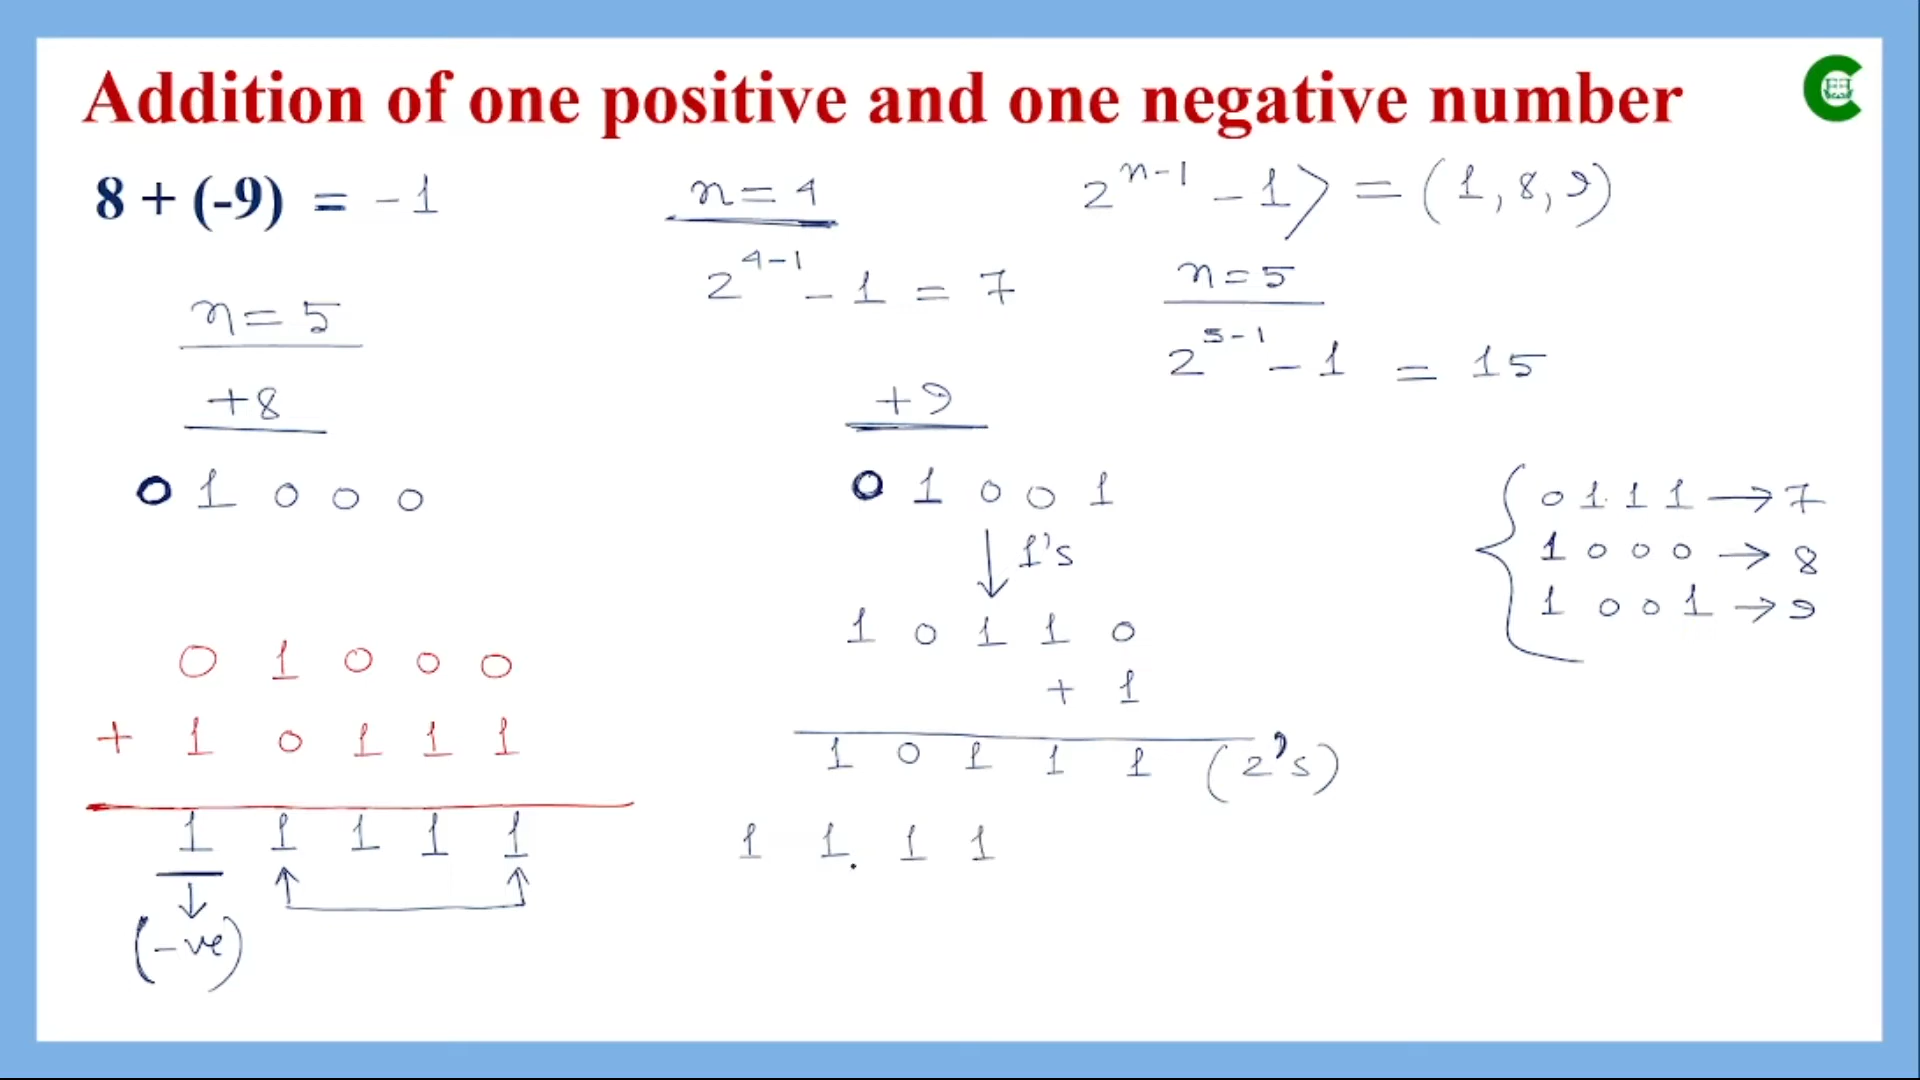 Addition of one positive and one negative number
8 + (-9) = -1
n = 4
2^(n-1) - 1 > = (1, 8, 9)
2^(4-1) - 1 = 7
n = 5
n = 5
2^(5-1) - 1 = 15
+8
+9
0 1 0 0 0
0 1 0 0 1
0 1 1 1 → 7
↓ 1's
1 0 0 0 → 8
1 0 0 1 → 9
1 0 1 1 0
0 1 0 0 0
+ 1
+ 1 0 1 1 1
1 0 1 1 1 (2's)
1 1 1 1 1
1 1 1 1
(-ve)